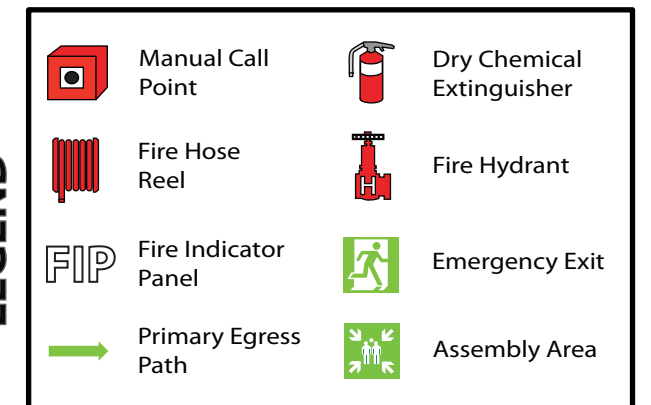 LEGEND
Manual Call
Point
Dry Chemical
Extinguisher
Fire Hose
Reel
H
Fire Hydrant
FIP
Fire Indicator
Panel
Emergency Exit
Primary Egress
Path
Assembly Area